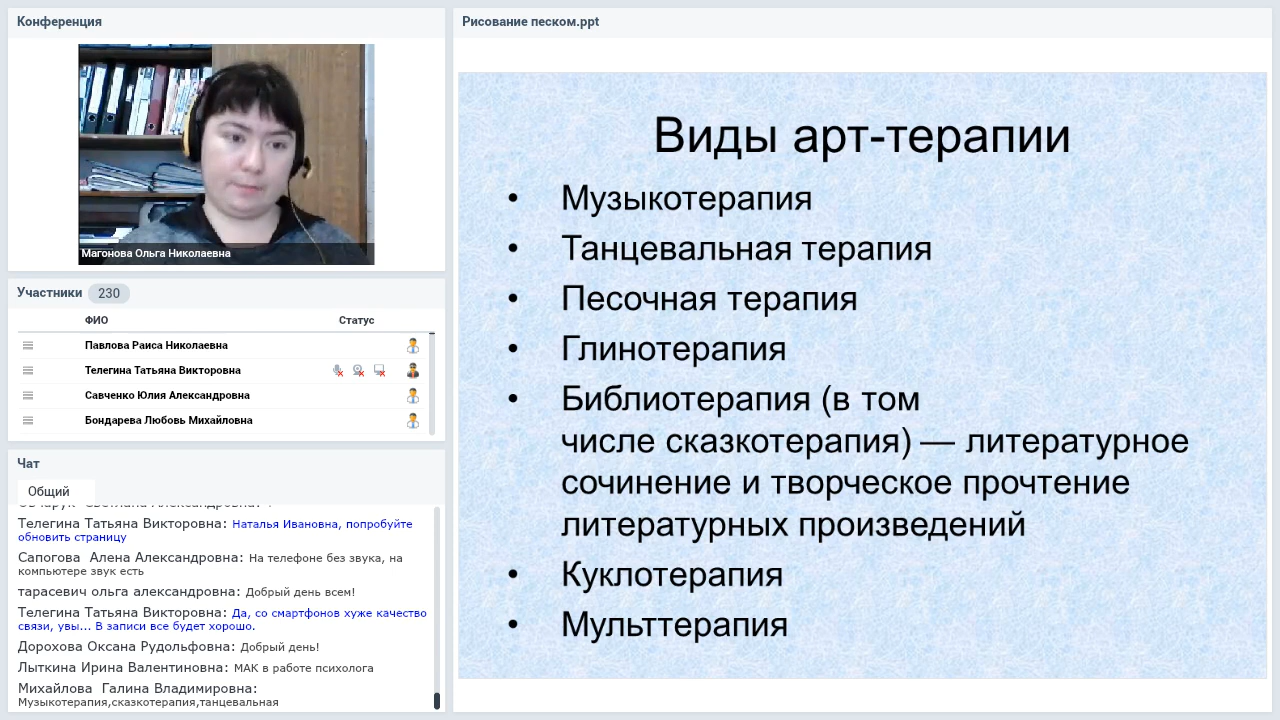 Конференция
Магонова Ольга Николаевна
Участники 230
ФИО Статус
Павлова Раиса Николаевна
Телегина Татьяна Викторовна
Савченко Юлия Александровна
Бондарева Любовь Михайловна
Чат
Общий
Телегина Татьяна Викторовна: Наталья Ивановна, попробуйте
обновить страницу
Сапогова Алена Александровна: На телефоне без звука, на
компьютере звук есть
тарасевич ольга александровна: Добрый день всем!
Телегина Татьяна Викторовна: Да, со смартфонов хуже качество
связи, увы... В записи все будет хорошо.
Дорохова Оксана Рудольфовна: Добрый день!
Лыткина Ирина Валентиновна: МАК в работе психолога
Михайлова Галина Владимировна:
Музыкотерапия,сказкотерапия,танцевальная
Рисование песком.ppt
Виды арт-терапии
• Музыкотерапия
• Танцевальная терапия
• Песочная терапия
• Глинотерапия
• Библиотерапия (в том
числе сказкотерапия) — литературное
сочинение и творческое прочтение
литературных произведений
• Куклотерапия
• Мульттерапия